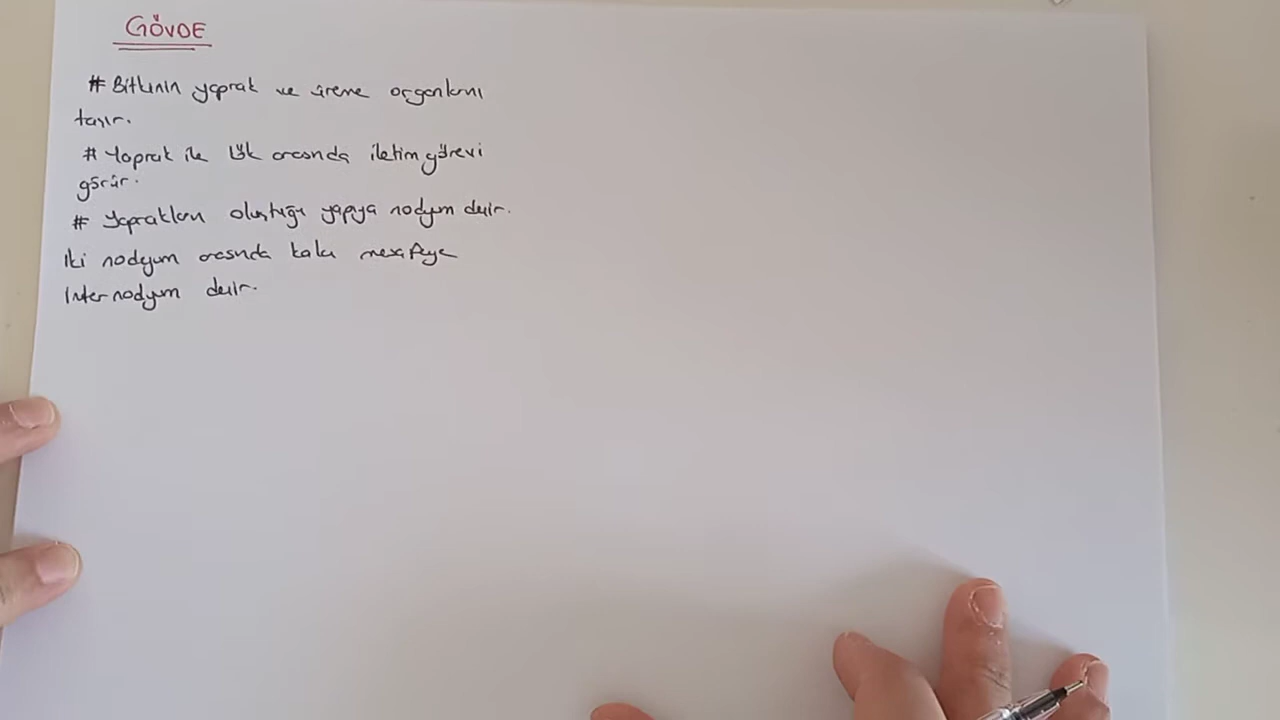 GÖVDE
# Bitkinin yaprak ve üreme organlarını
taşır.
# Yaprak ile kök arasında iletim görevi
görür.
# Yaprakların oluştuğu yapıya nodyum denir.
İki nodyum arasında kalan mesafeye
İnternodyum denir.